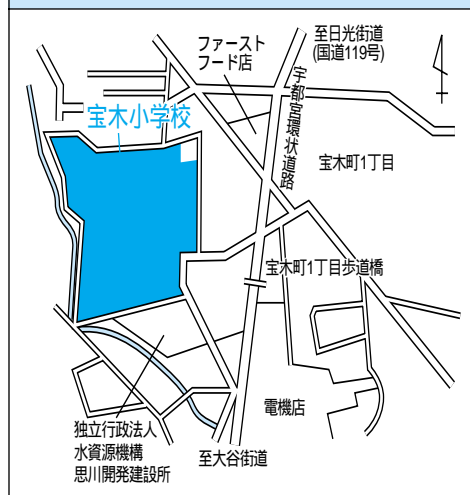 至日光街道
(国道119号)
ファースト
フード店
宇都宮環状道路
宝木小学校
宝木町1丁目
宝木町1丁目歩道橋
電機店
独立行政法人
水資源機構
思川開発建設所
至大谷街道